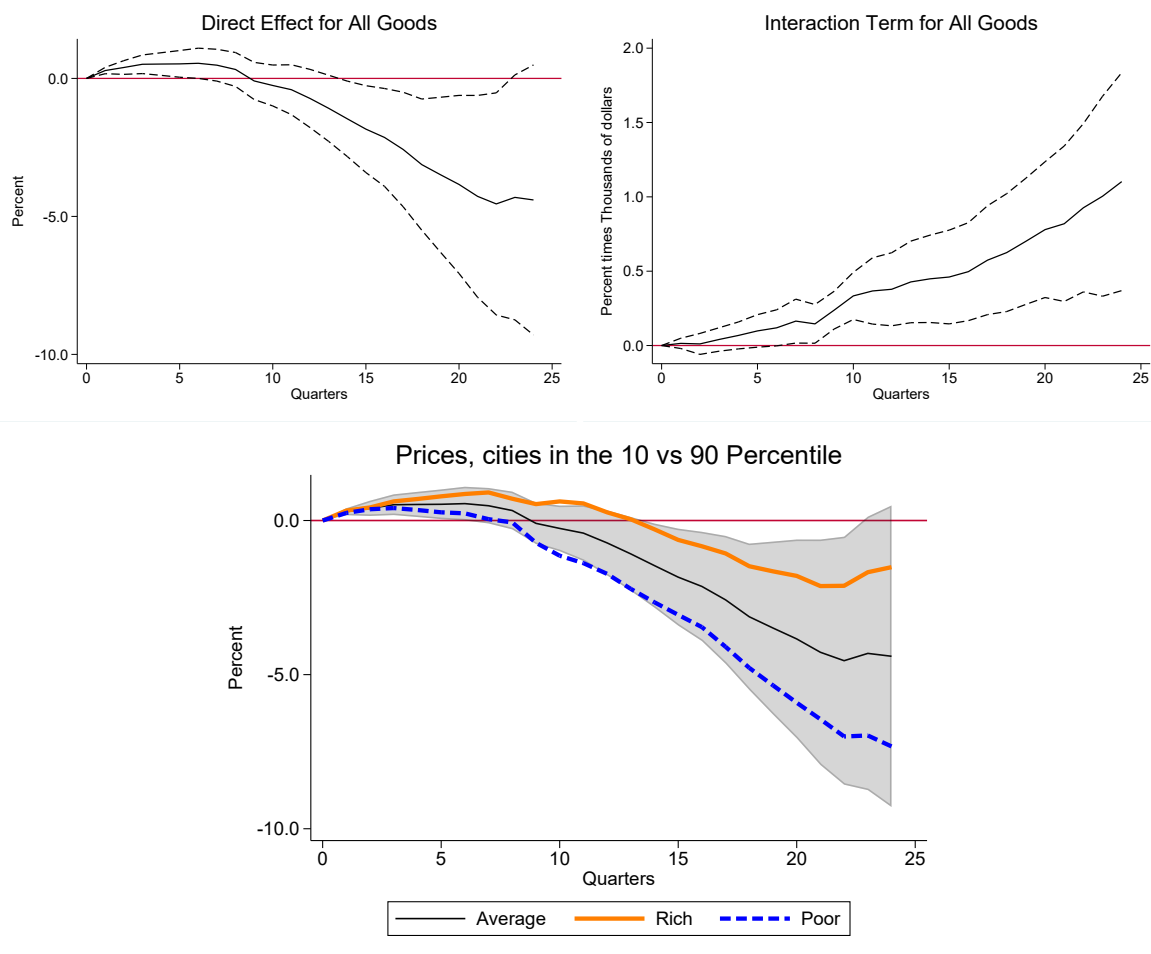 Direct Effect for All Goods
0.0
-5.0
-10.0
Percent
0 5 10 15 20 25
Quarters
Interaction Term for All Goods
2.0
1.5
1.0
0.5
0.0
Percent times Thousands of dollars
0 5 10 15 20 25
Quarters
Prices, cities in the 10 vs 90 Percentile
0.0
-5.0
-10.0
Percent
0 5 10 15 20 25
Quarters
Average Rich Poor